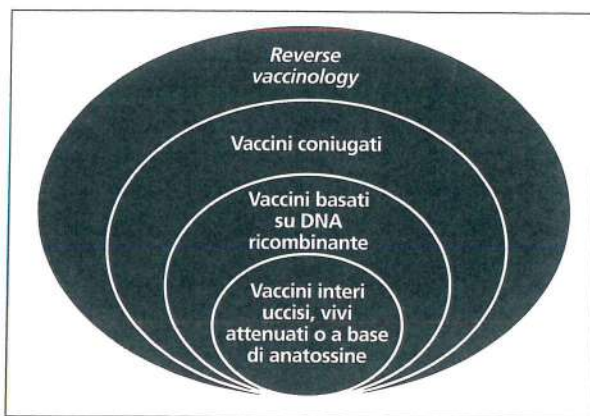 Reverse
vaccinology
Vaccini coniugati
Vaccini basati
su DNA
ricombinante
Vaccini interi
uccisi, vivi
attenuati o a base
di anatossine